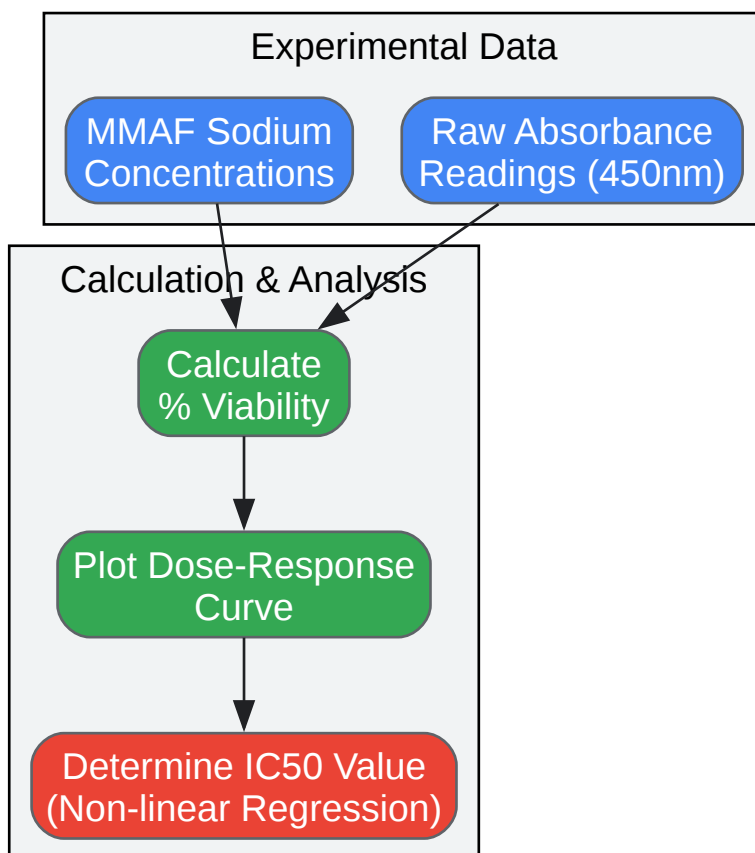 Experimental Data
MMAF Sodium
Concentrations
Raw Absorbance
Readings (450nm)
Calculation & Analysis
Calculate
% Viability
Plot Dose-Response
Curve
Determine IC50 Value
(Non-linear Regression)